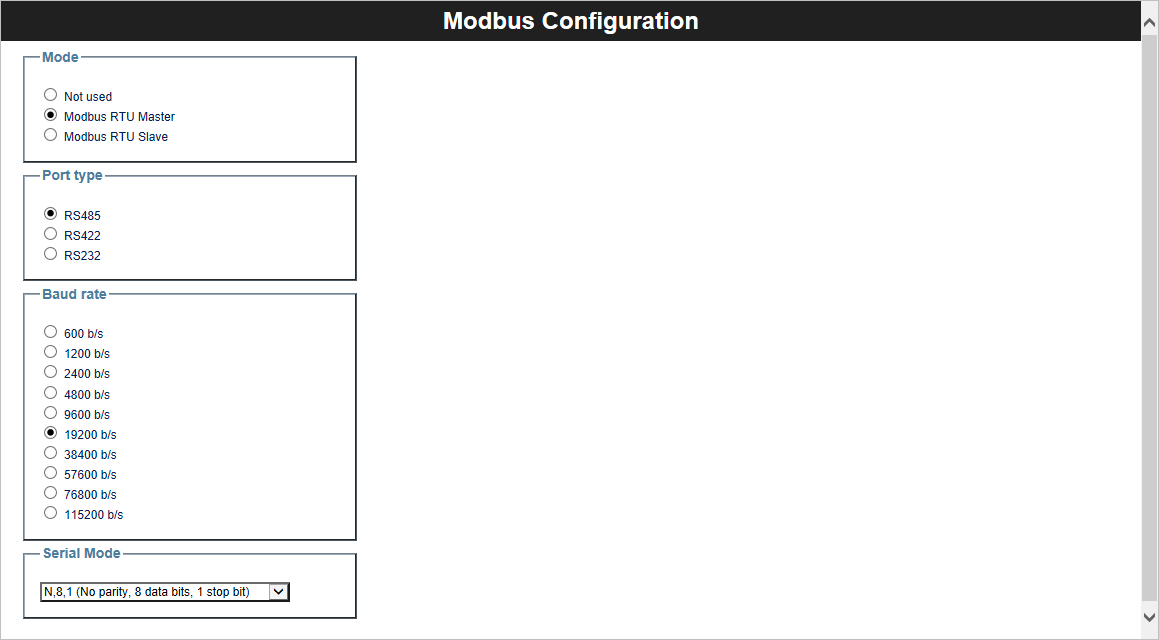 Modbus Configuration
Mode
Not used
Modbus RTU Master
Modbus RTU Slave
Port type
RS485
RS422
RS232
Baud rate
600 b/s
1200 b/s
2400 b/s
4800 b/s
9600 b/s
19200 b/s
38400 b/s
57600 b/s
76800 b/s
115200 b/s
Serial Mode
N,8,1 (No parity, 8 data bits, 1 stop bit)